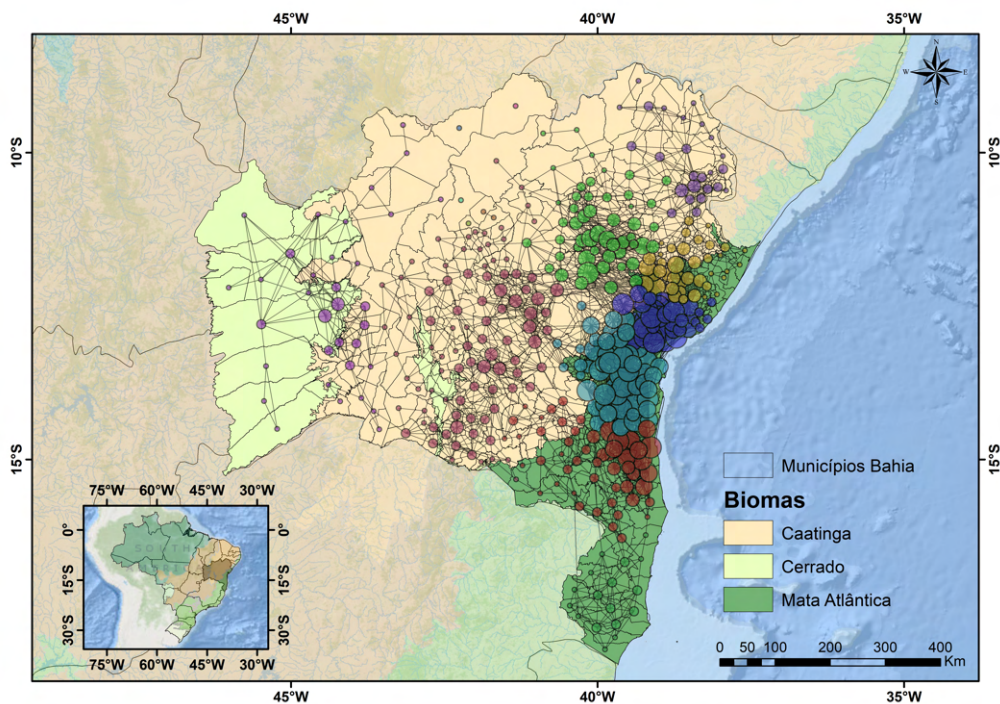 45°W 40°W 35°W
N
W E
S
10°S 10°S
15°S 15°S
Municípios Bahia
Biomas
Caatinga
Cerrado
Mata Atlântica
75°W 60°W 45°W 30°W
0° 0°
SOUTH
15°S 15°S
30°S 30°S
75°W 60°W 45°W 30°W
0 50 100 200 300 400
Km
45°W 40°W 35°W